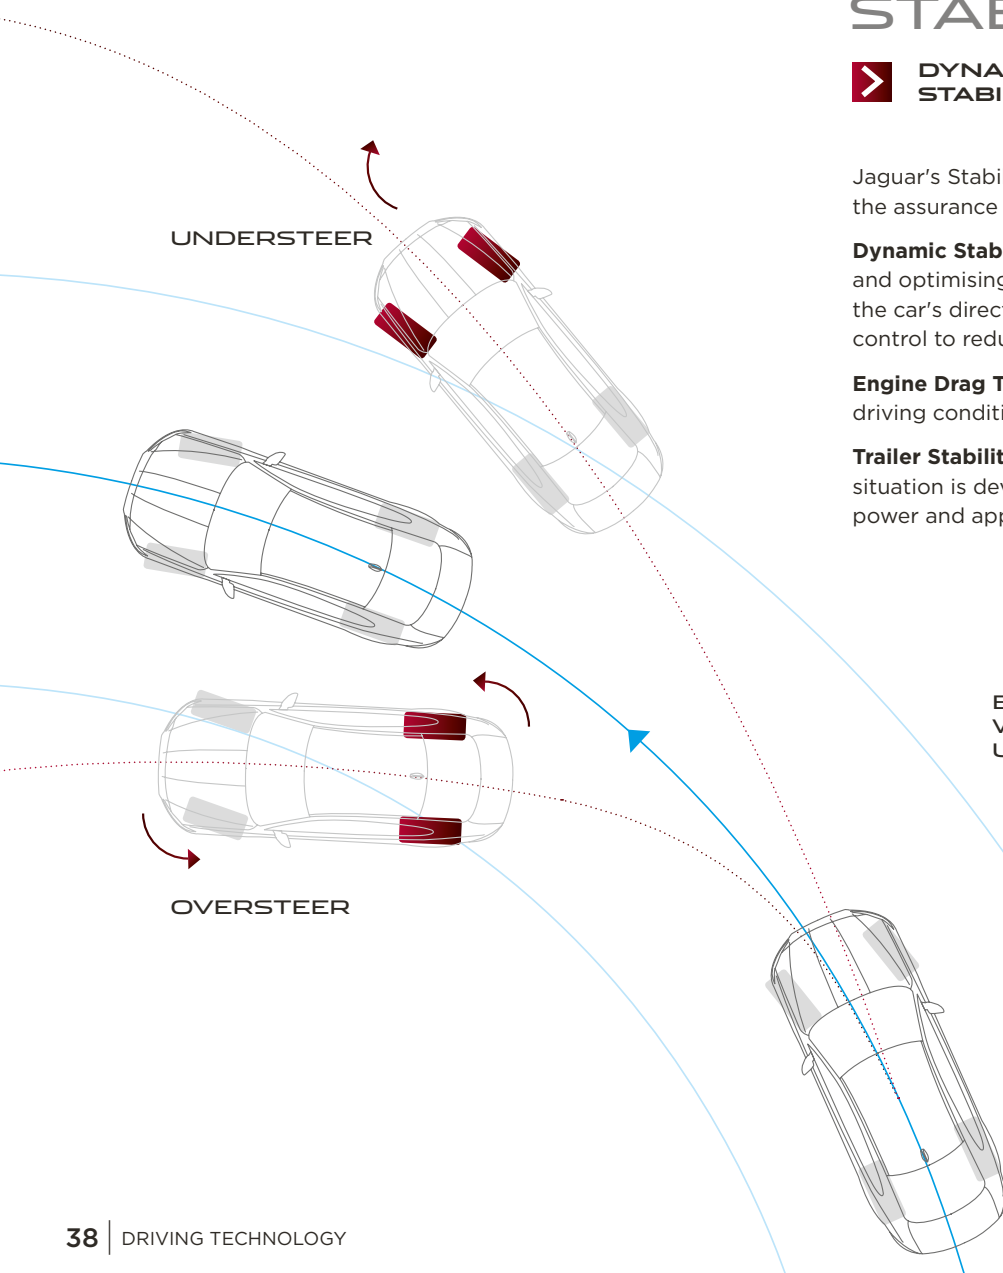 STAB
DYNA
STABI
Jaguar's Stabi
the assurance
Dynamic Stab
and optimising
the car's direct
control to redu
Engine Drag T
driving conditi
Trailer Stabilit
situation is dev
power and app
UNDERSTEER
OVERSTEER
E
V
U
38 DRIVING TECHNOLOGY